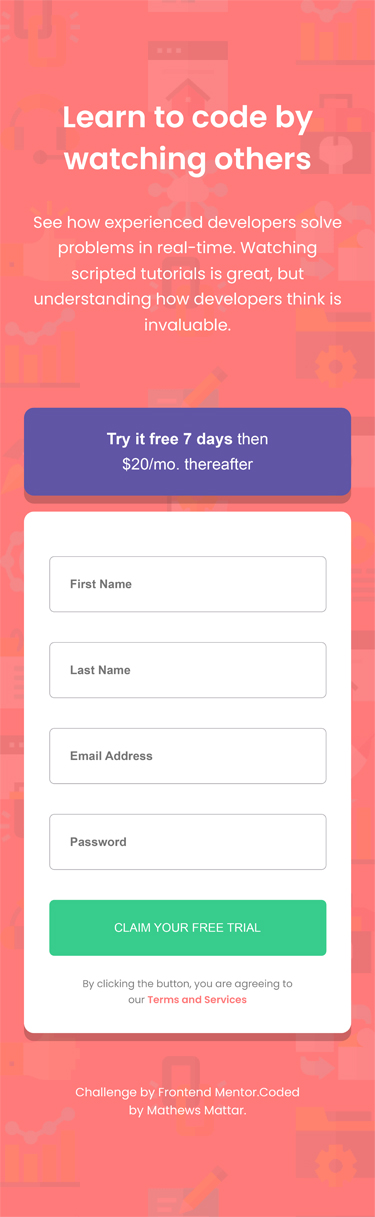 Learn to code by
watching others
See how experienced developers solve
problems in real-time. Watching
scripted tutorials is great, but
understanding how developers think is
invaluable.
Try it free 7 days then
$20/mo. thereafter
First Name
Last Name
Email Address
Password
CLAIM YOUR FREE TRIAL
By clicking the button, you are agreeing to
our Terms and Services
Challenge by Frontend Mentor.Coded
by Mathews Mattar.